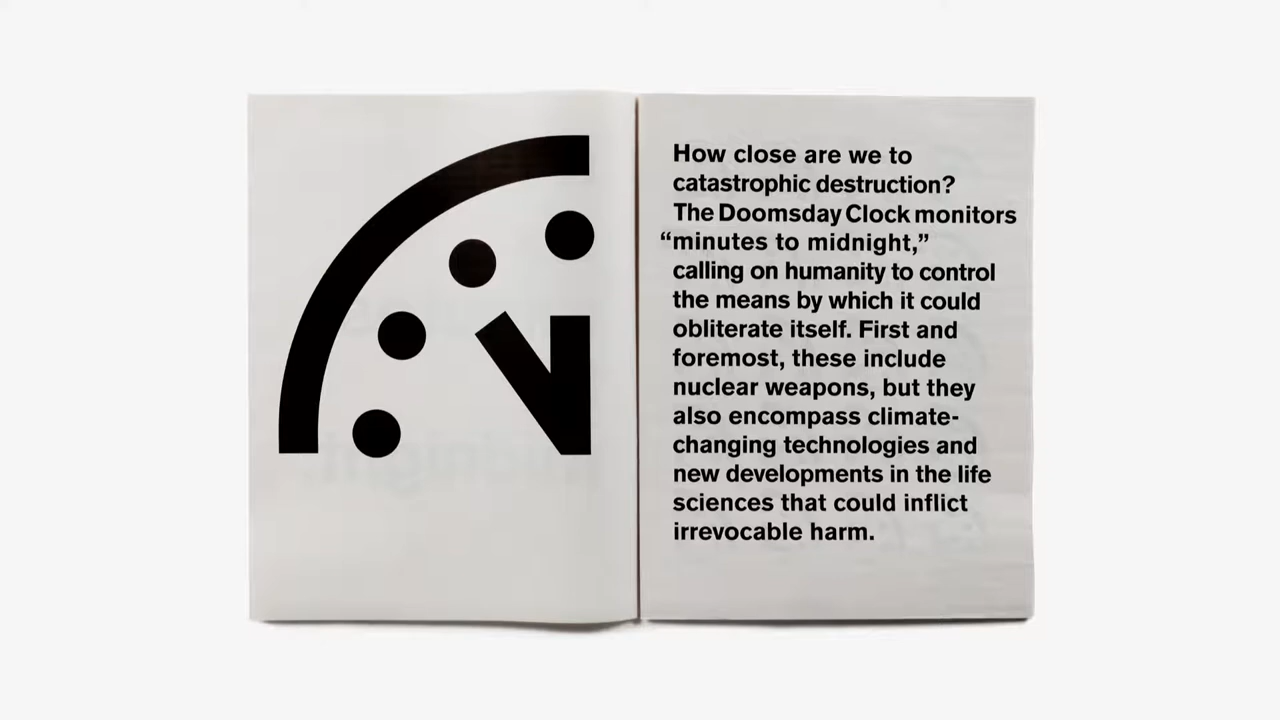 How close are we to
catastrophic destruction?
The Doomsday Clock monitors
“minutes to midnight,”
calling on humanity to control
the means by which it could
obliterate itself. First and
foremost, these include
nuclear weapons, but they
also encompass climate-
changing technologies and
new developments in the life
sciences that could inflict
irrevocable harm.